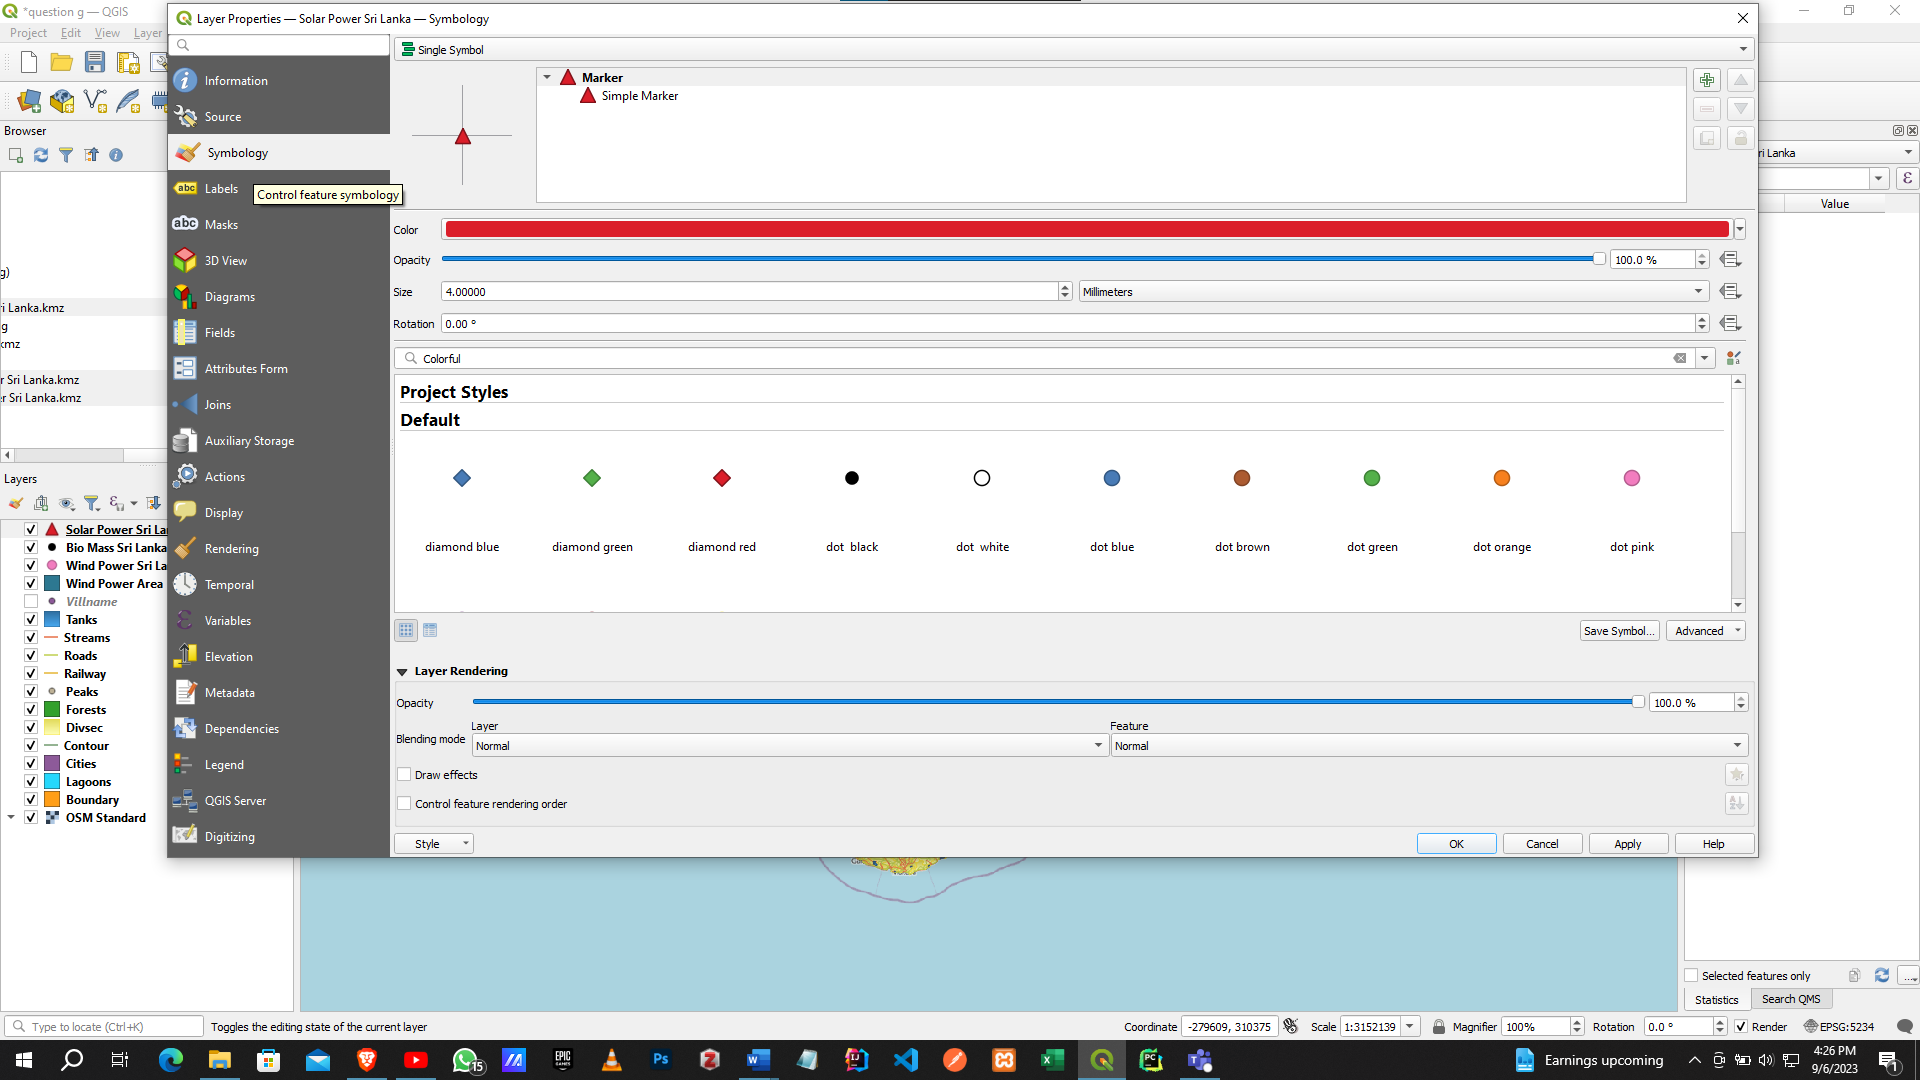 *question g — QGIS
Layer Properties — Solar Power Sri Lanka — Symbology
Project Edit View Layer
Single Symbol
Information
Source
Symbology
Labels
Control feature symbology
Masks
3D View
Diagrams
Fields
Attributes Form
Joins
Auxiliary Storage
Actions
Display
Rendering
Temporal
Variables
Elevation
Metadata
Dependencies
Legend
QGIS Server
Digitizing
Marker
Simple Marker
Color
Opacity 100.0 %
Size 4.00000 Millimeters
Rotation 0.00 °
Colorful
Project Styles
Default
diamond blue diamond green diamond red dot black dot white dot blue dot brown dot green dot orange dot pink
Save Symbol... Advanced
Layer Rendering
Opacity 100.0 %
Layer Feature
Blending mode Normal Normal
Draw effects
Control feature rendering order
Style OK Cancel Apply Help
Browser
g)
ri Lanka.kmz
g
kmz
r Sri Lanka.kmz
er Sri Lanka.kmz
Layers
Solar Power Sri La
Bio Mass Sri Lanka
Wind Power Sri La
Wind Power Area
Villname
Tanks
Streams
Roads
Railway
Peaks
Forests
Divsec
Contour
Cities
Lagoons
Boundary
OSM Standard
ri Lanka
ε
Value
Selected features only
Statistics Search QMS
Type to locate (Ctrl+K) Toggles the editing state of the current layer Coordinate -279609, 310375 Scale 1:3152139 Magnifier 100% Rotation 0.0 ° Render EPSG:5234
15
EPIC GAMES
Ps
Earnings upcoming
4:26 PM
9/6/2023
1